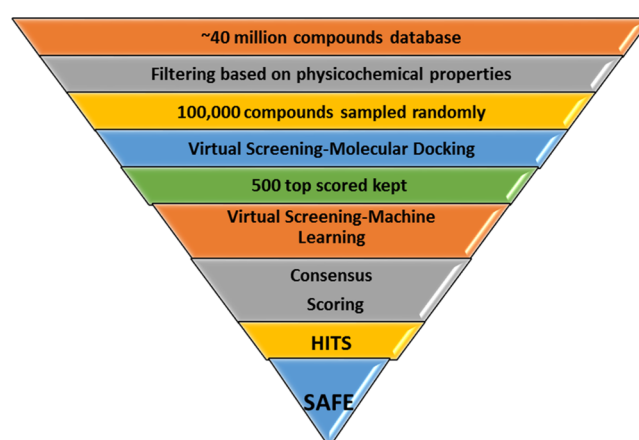 ~40 million compounds database
Filtering based on physicochemical properties
100,000 compounds sampled randomly
Virtual Screening-Molecular Docking
500 top scored kept
Virtual Screening-Machine
Learning
Consensus
Scoring
HITS
SAFE